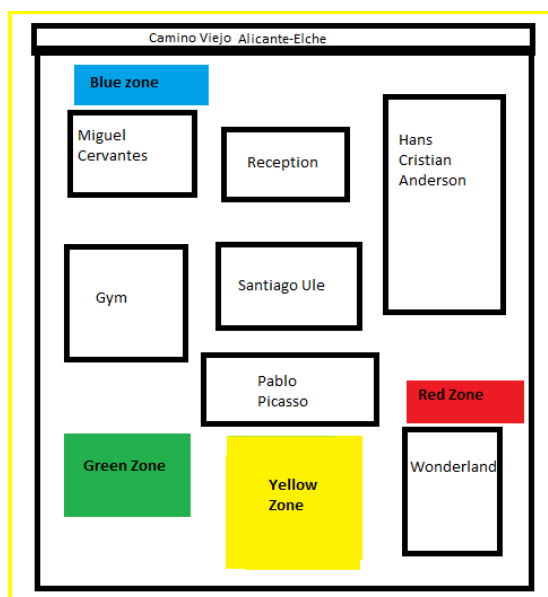 Camino Viejo Alicante-Elche
Blue zone
Miguel
Cervantes
Reception
Hans
Cristian
Anderson
Gym
Santiago Ule
Pablo
Picasso
Red Zone
Green Zone
Yellow
Zone
Wonderland